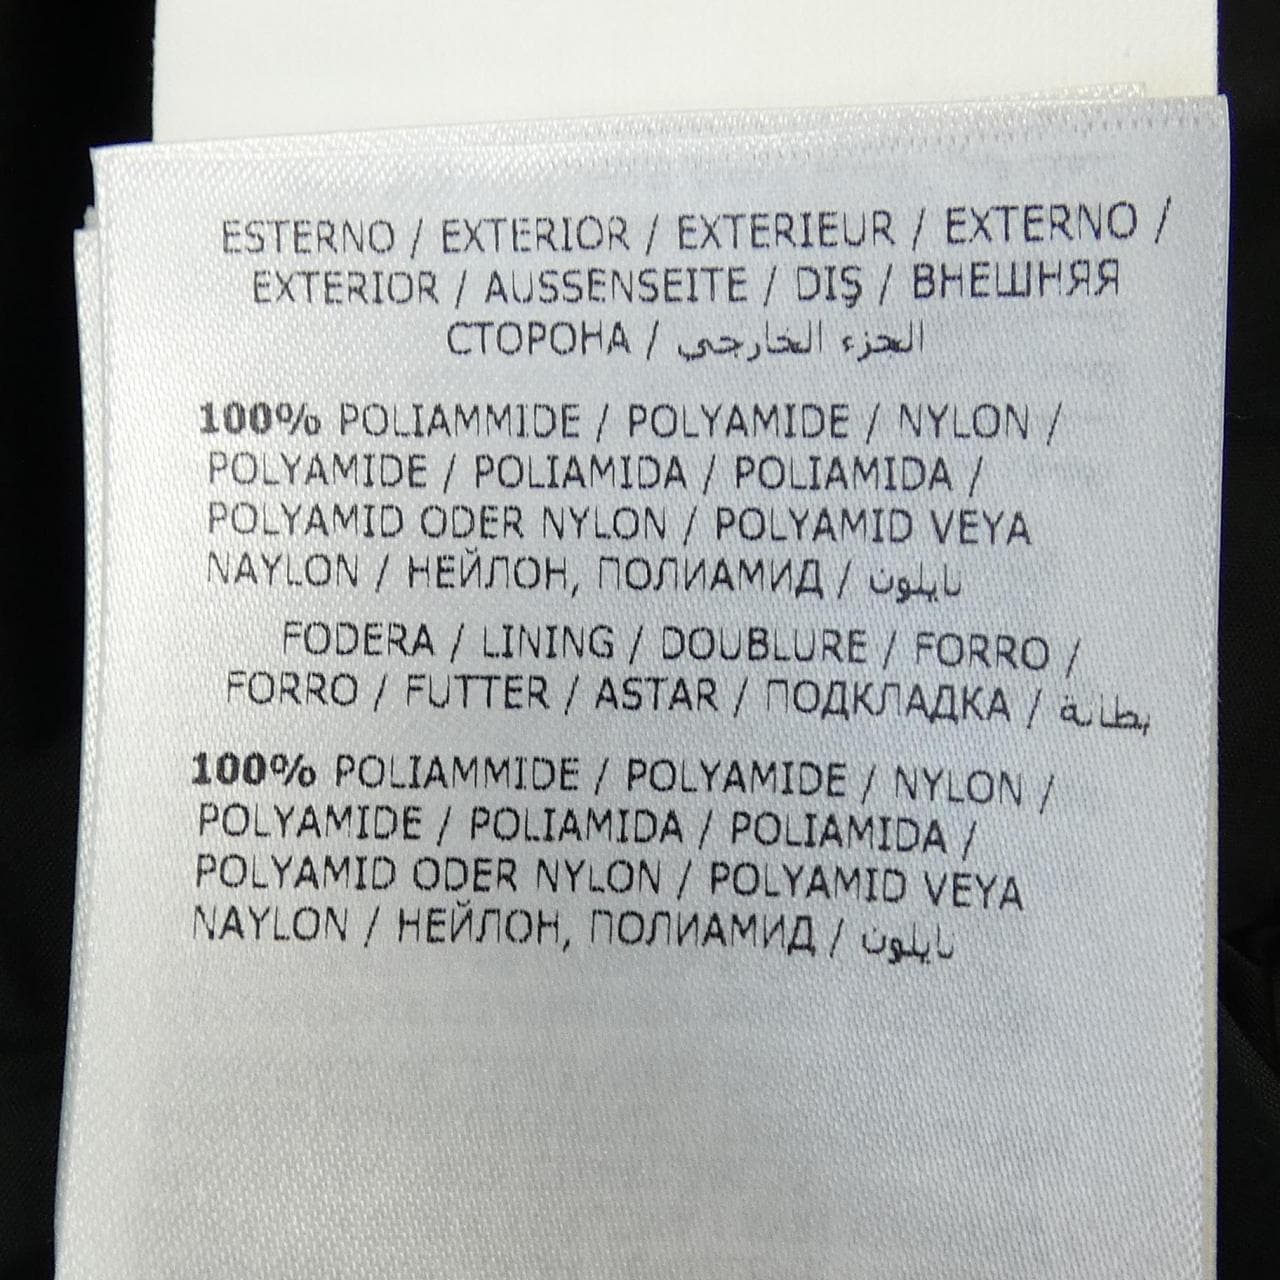 ESTERNO / EXTERIOR / EXTERIEUR / EXTERNO /
EXTERIOR / AUSSENSEITE / DIŞ / ВНЕШНЯЯ
СТОРОНА / الجزء الخارجي
100% POLIAMMIDE / POLYAMIDE / NYLON /
POLYAMIDE / POLIAMIDA / POLIAMIDA /
POLYAMID ODER NYLON / POLYAMID VEYA
NAYLON / НЕЙЛОН, ПОЛИАМИД / نايلون
FODERA / LINING / DOUBLURE / FORRO /
FORRO / FUTTER / ASTAR / ПОДКЛАДКА / بطانة
100% POLIAMMIDE / POLYAMIDE / NYLON /
POLYAMIDE / POLIAMIDA / POLIAMIDA /
POLYAMID ODER NYLON / POLYAMID VEYA
NAYLON / НЕЙЛОН, ПОЛИАМИД / نايلون